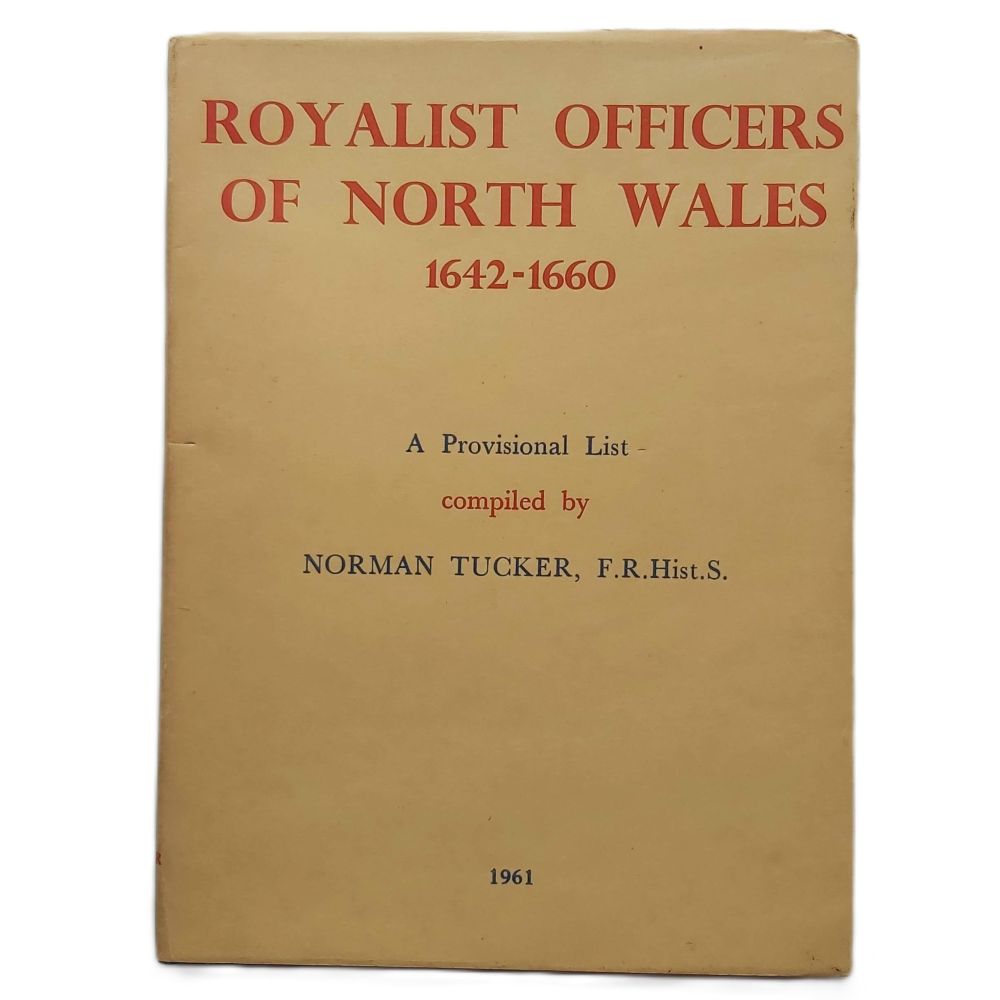 ROYALIST OFFICERS
OF NORTH WALES
1642-1660
A Provisional List -
compiled by
NORMAN TUCKER, F.R.Hist.S.
1961
R